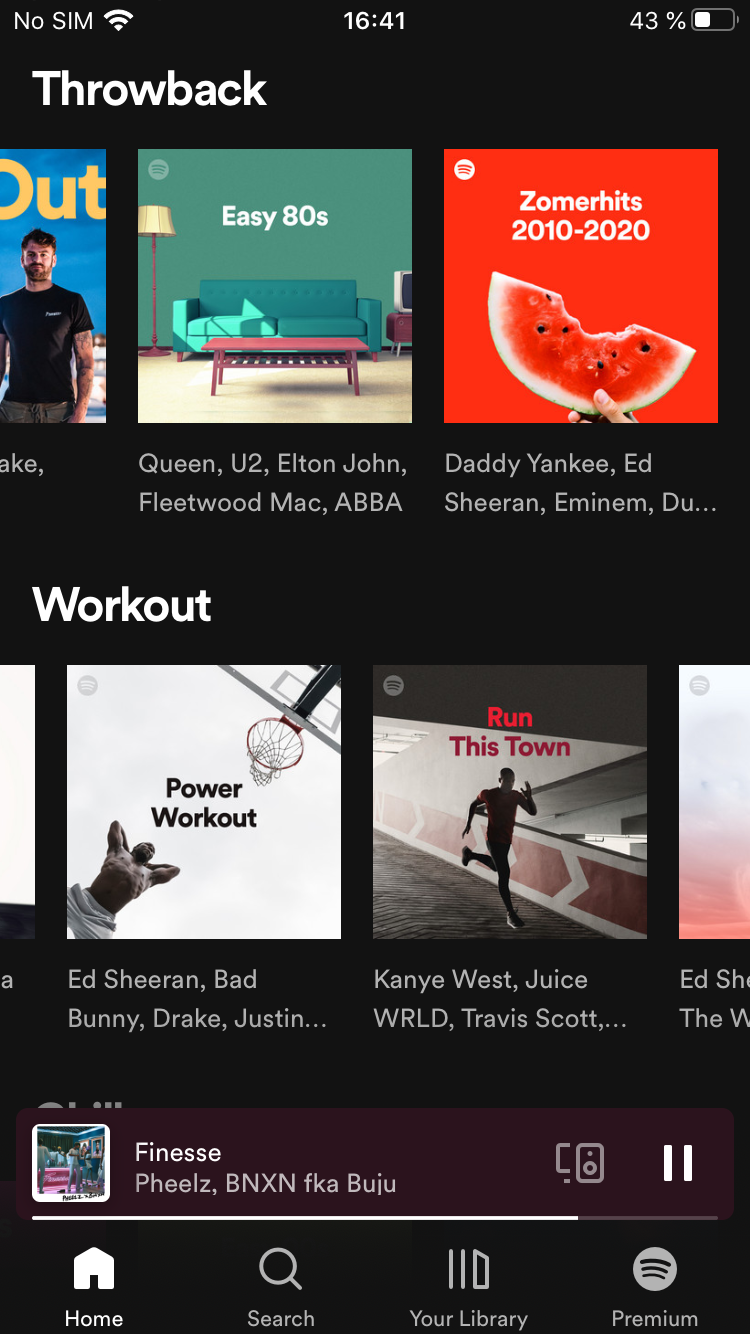 No SIM 16:41 43 %
Throwback
Out
Easy 80s
Zomerhits
2010-2020
ake,
Queen, U2, Elton John,
Fleetwood Mac, ABBA
Daddy Yankee, Ed
Sheeran, Eminem, Du...
Workout
Power
Workout
Run
This Town
a
Ed Sheeran, Bad
Bunny, Drake, Justin...
Kanye West, Juice
WRLD, Travis Scott,...
Ed She
The W
Finesse
Pheelz, BNXN fka Buju
Home Search Your Library Premium